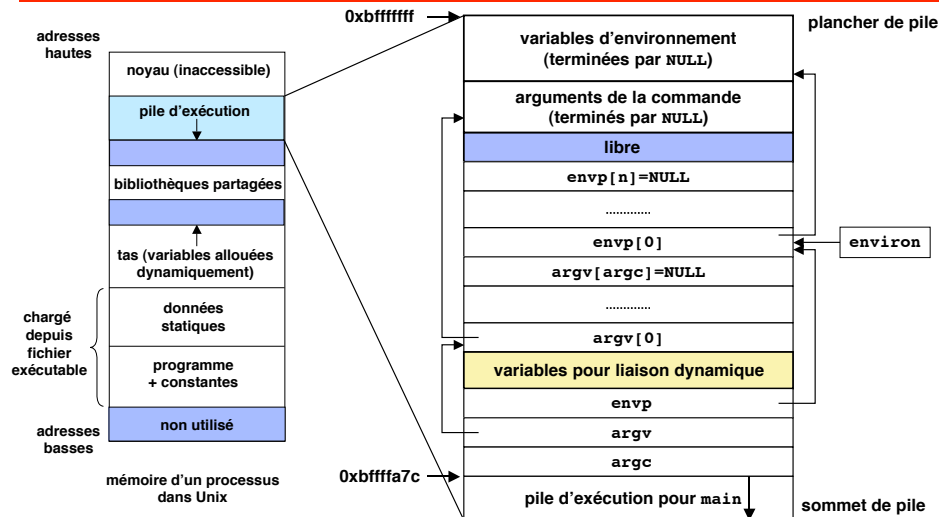 adresses
hautes
noyau (inaccessible)
pile d'exécution
bibliothèques partagées
tas (variables allouées
dynamiquement)
chargé
depuis
fichier
exécutable
données
statiques
programme
+ constantes
non utilisé
adresses
basses
mémoire d'un processus
dans Unix
0xbfffffff
plancher de pile
variables d'environnement
(terminées par NULL)
arguments de la commande
(terminés par NULL)
libre
envp[n]=NULL
.............
envp[0]
environ
argv[argc]=NULL
.............
argv[0]
variables pour liaison dynamique
envp
argv
argc
0xbffffa7c
pile d'exécution pour main
sommet de pile